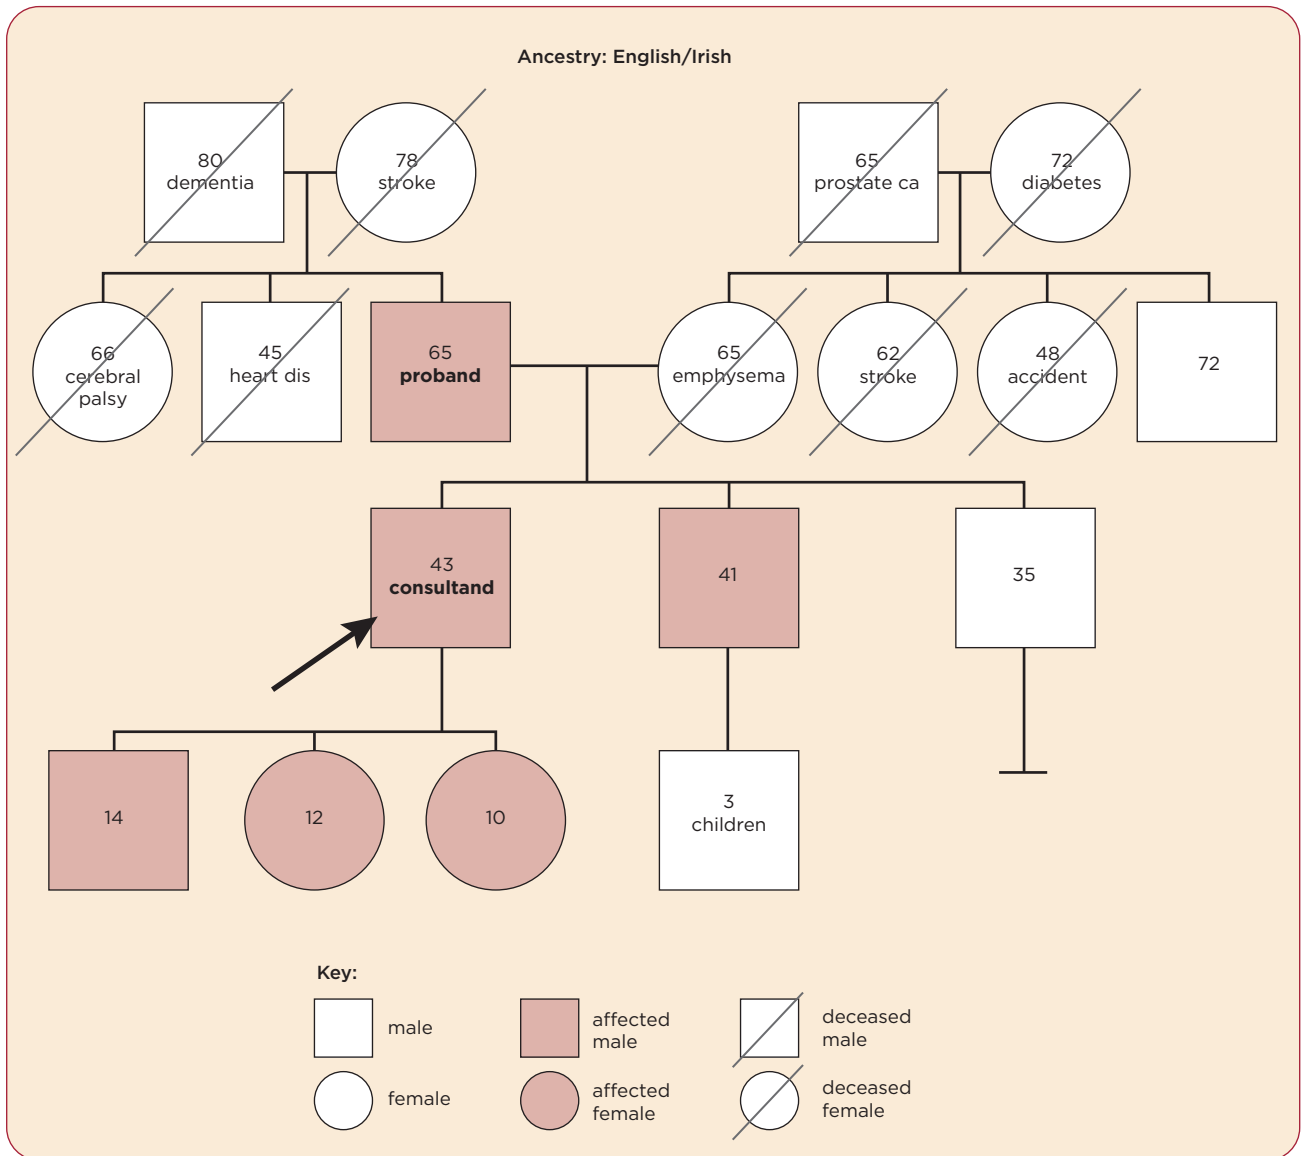 Ancestry: English/Irish
80
dementia
78
stroke
65
prostate ca
72
diabetes
66
cerebral
palsy
45
heart dis
65
proband
65
emphysema
62
stroke
48
accident
72
43
consultand
41
35
14
12
10
3
children
Key:
male
affected
male
deceased
male
female
affected
female
deceased
female